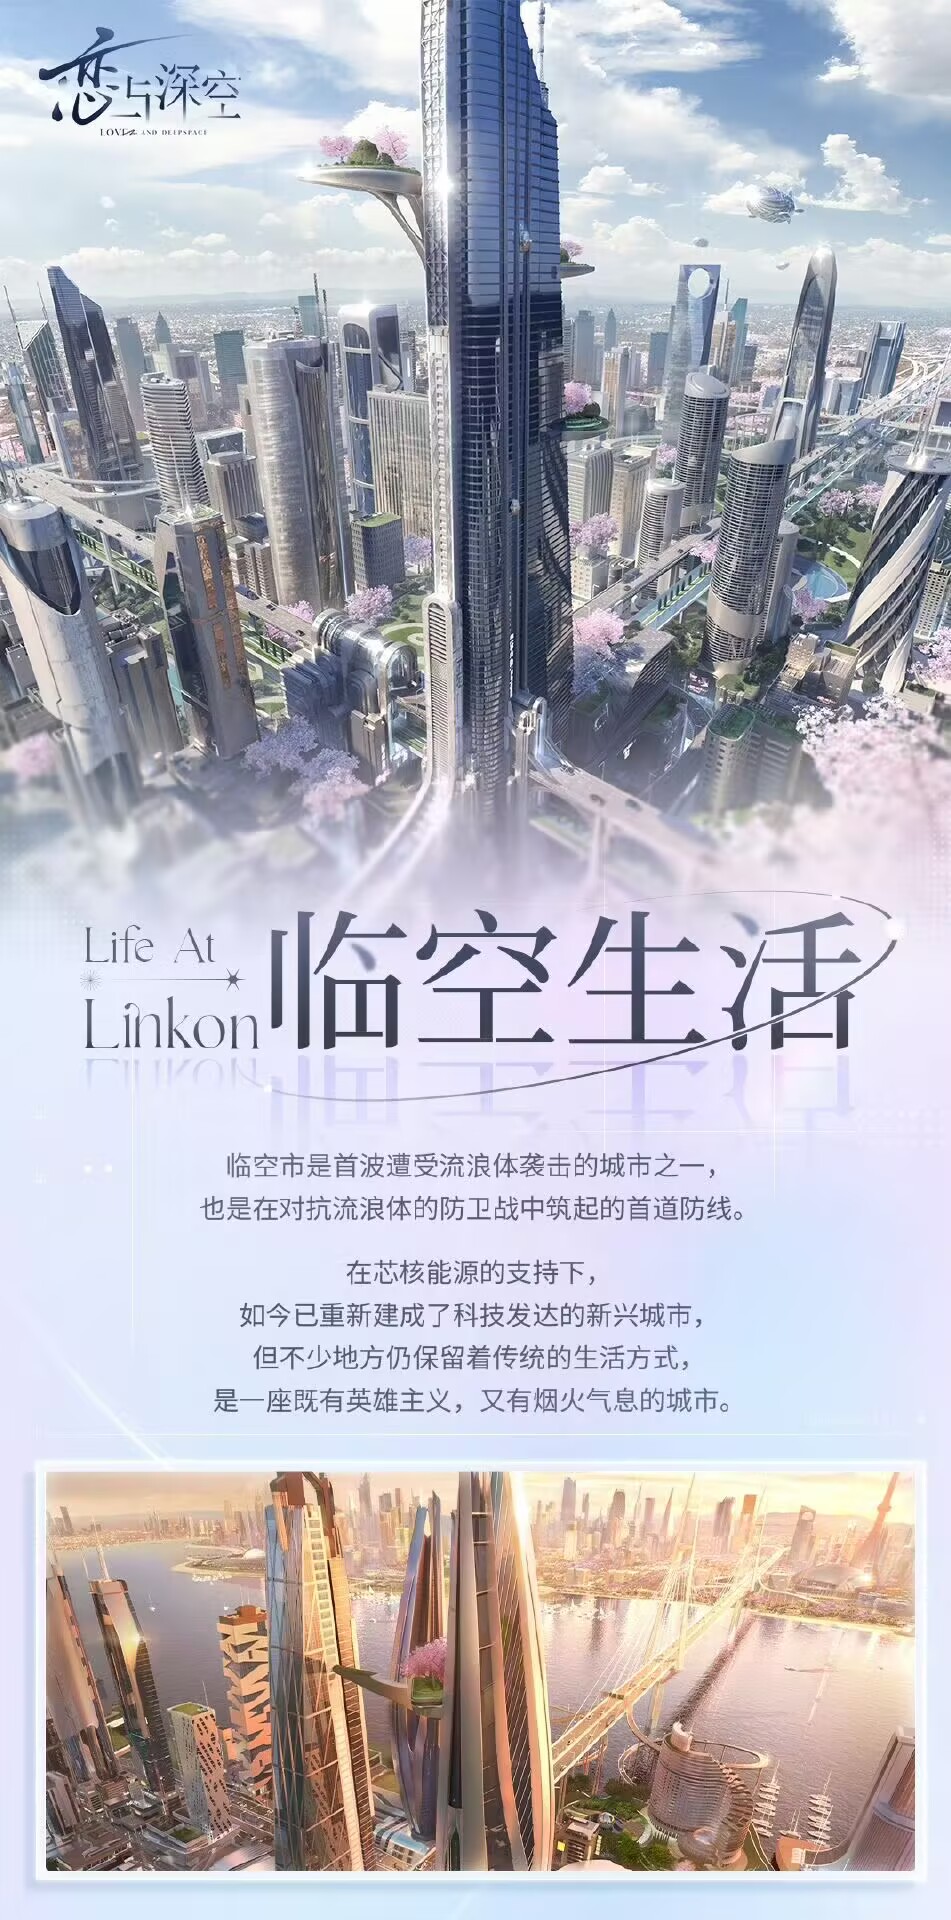 恋与深空
LOVE AND DEEPSPACE
Life At
Linkon
临空生活
临空市是首波遭受流浪体袭击的城市之一，
也是在对抗流浪体的防卫战中筑起的首道防线。
在芯核能源的支持下，
如今已重新建成了科技发达的新兴城市，
但不少地方仍保留着传统的生活方式，
是一座既有英雄主义，又有烟火气息的城市。